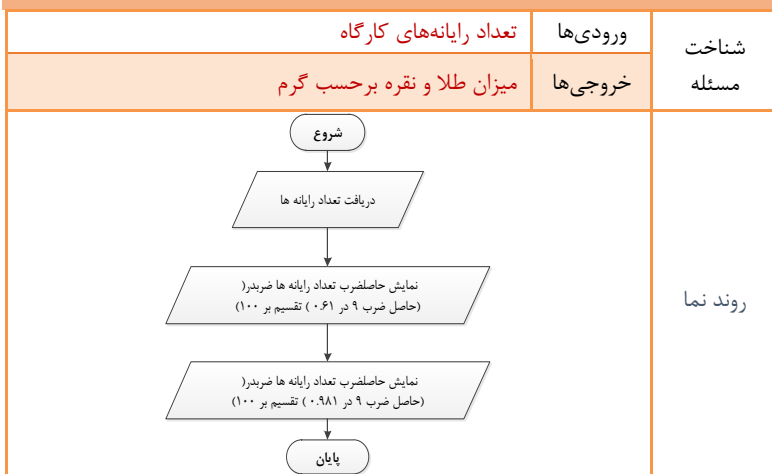 شناخت
مسئله
ورودی‌ها
تعداد رایانه‌های کارگاه
خروجی‌ها
میزان طلا و نقره برحسب گرم
روند نما
شروع
دریافت تعداد رایانه ها
نمایش حاصلضرب تعداد رایانه ها ضربدر(
(حاصل ضرب ۹ در ۰.۶۱ ) تقسیم بر ۱۰۰)
نمایش حاصلضرب تعداد رایانه ها ضربدر(
(حاصل ضرب ۹ در ۰.۹۸۱ ) تقسیم بر ۱۰۰)
پایان